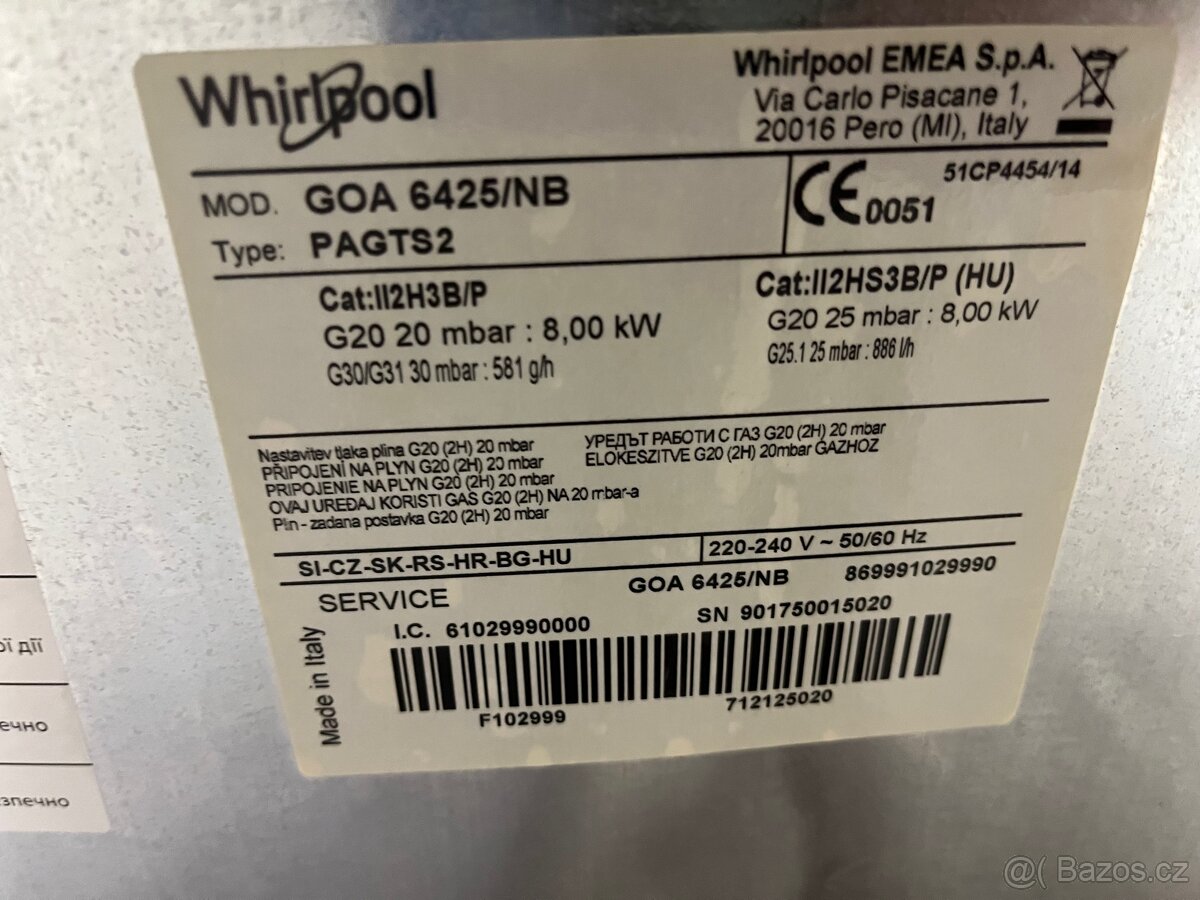 Whirlpool
Whirlpool EMEA S.p.A.
Via Carlo Pisacane 1,
20016 Pero (MI), Italy
MOD. GOA 6425/NB
Type: PAGTS2
CE 0051
51CP4454/14
Cat:II2H3B/P
G20 20 mbar : 8,00 kW
G30/G31 30 mbar : 581 g/h
Cat:II2HS3B/P (HU)
G20 25 mbar : 8,00 kW
G25.1 25 mbar : 886 l/h
Nastavitev tlaka plina G20 (2H) 20 mbar
PŘIPOJENÍ NA PLYN G20 (2H) 20 mbar
PRIPOJENIE NA PLYN G20 (2H) 20 mbar
OVAJ UREĐAJ KORISTI GAS G20 (2H) NA 20 mbar-a
Plin - zadana postavka G20 (2H) 20 mbar
УРЕДЪТ РАБОТИ С ГАЗ G20 (2H) 20 mbar
ELOKESZITVE G20 (2H) 20mbar GAZHOZ
SI-CZ-SK-RS-HR-BG-HU
220-240 V ~ 50/60 Hz
SERVICE
GOA 6425/NB
869991029990
I.C. 61029990000
SN 901750015020
F102999
712125020
Made in Italy
ої дії
ечно
зпечно
@( Bazos.cz